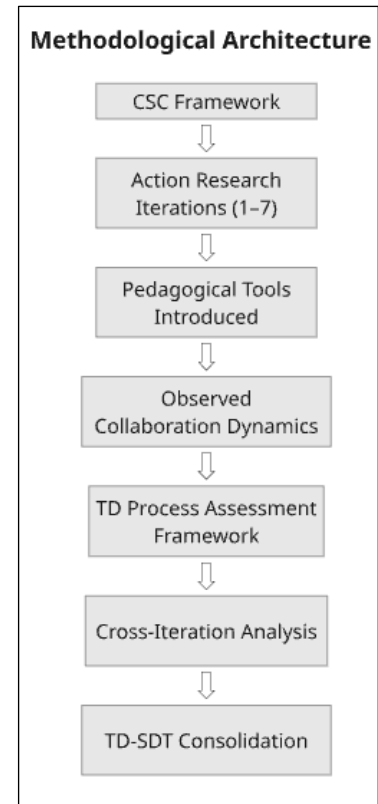 Methodological Architecture
CSC Framework
Action Research
Iterations (1–7)
Pedagogical Tools
Introduced
Observed
Collaboration Dynamics
TD Process Assessment
Framework
Cross-Iteration Analysis
TD-SDT Consolidation